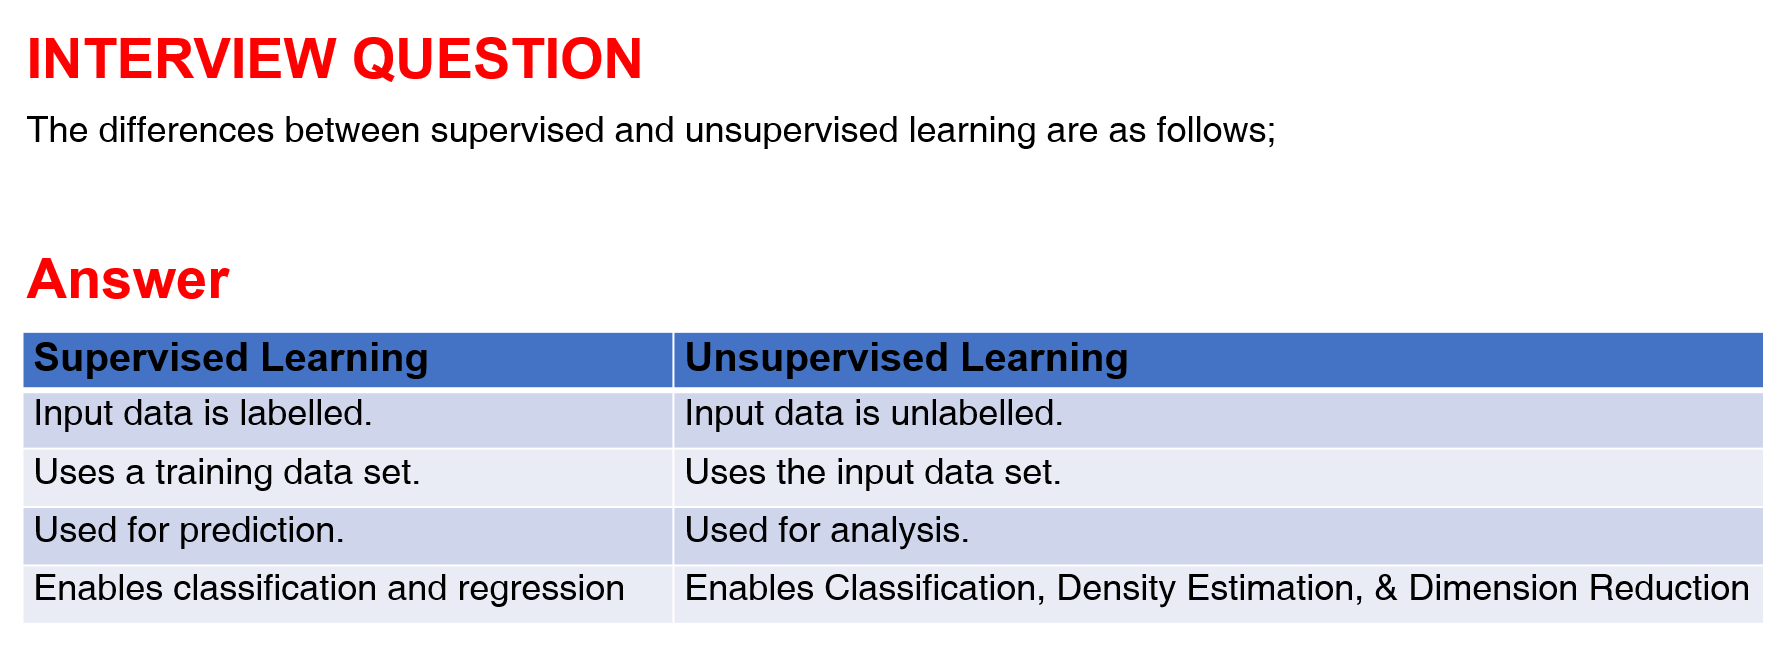 INTERVIEW QUESTION
The differences between supervised and unsupervised learning are as follows;
Answer
Supervised Learning
Unsupervised Learning
Input data is labelled.
Input data is unlabelled.
Uses a training data set.
Uses the input data set.
Used for prediction.
Used for analysis.
Enables classification and regression
Enables Classification, Density Estimation, & Dimension Reduction